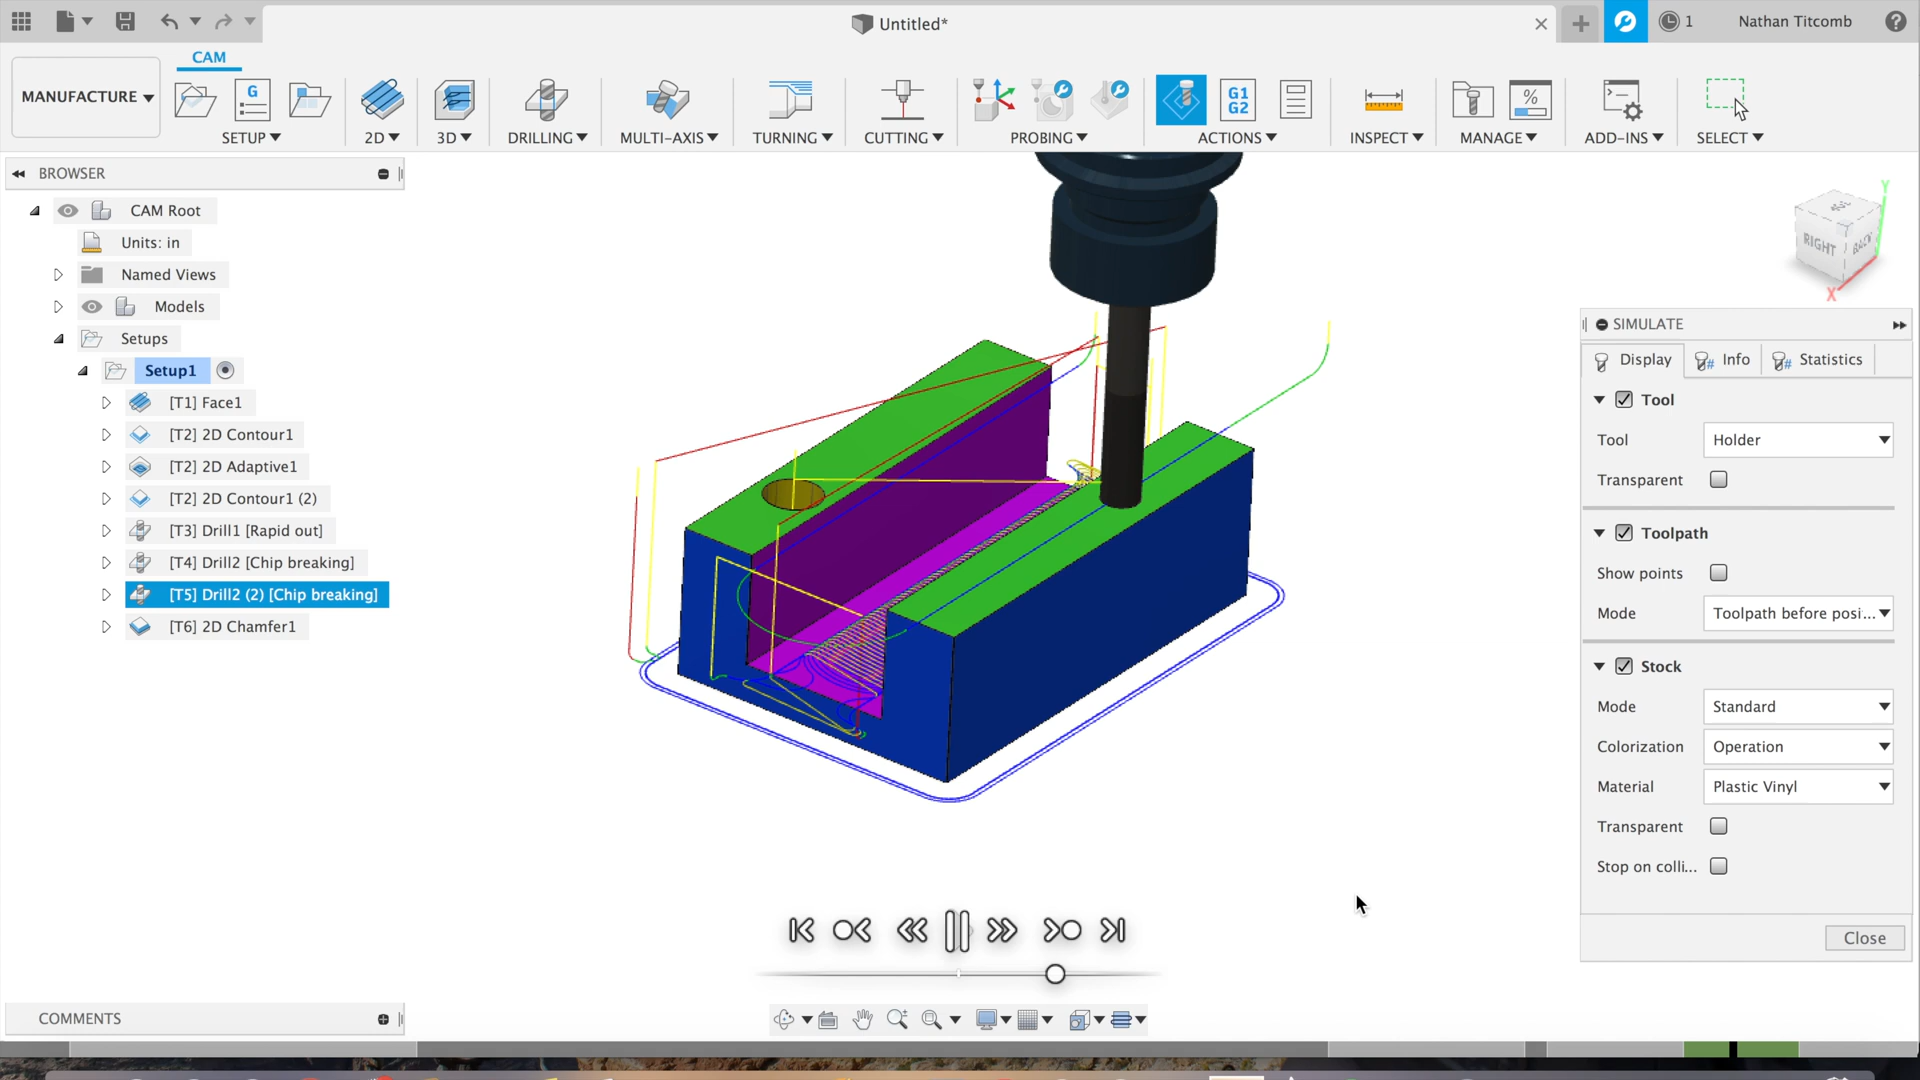 Untitled*
1
Nathan Titcomb
CAM
MANUFACTURE
G
G1
G2
%
SETUP
2D
3D
DRILLING
MULTI-AXIS
TURNING
CUTTING
PROBING
ACTIONS
INSPECT
MANAGE
ADD-INS
SELECT
BROWSER
CAM Root
Units: in
Named Views
Models
Setups
Setup1
[T1] Face1
[T2] 2D Contour1
[T2] 2D Adaptive1
[T2] 2D Contour1 (2)
[T3] Drill1 [Rapid out]
[T4] Drill2 [Chip breaking]
[T5] Drill2 (2) [Chip breaking]
[T6] 2D Chamfer1
Y
TOP
RIGHT
BACK
X
SIMULATE
Display
Info
Statistics
Tool
Tool
Holder
Transparent
Toolpath
Show points
Mode
Toolpath before posi...
Stock
Mode
Standard
Colorization
Operation
Material
Plastic Vinyl
Transparent
Stop on colli...
Close
COMMENTS